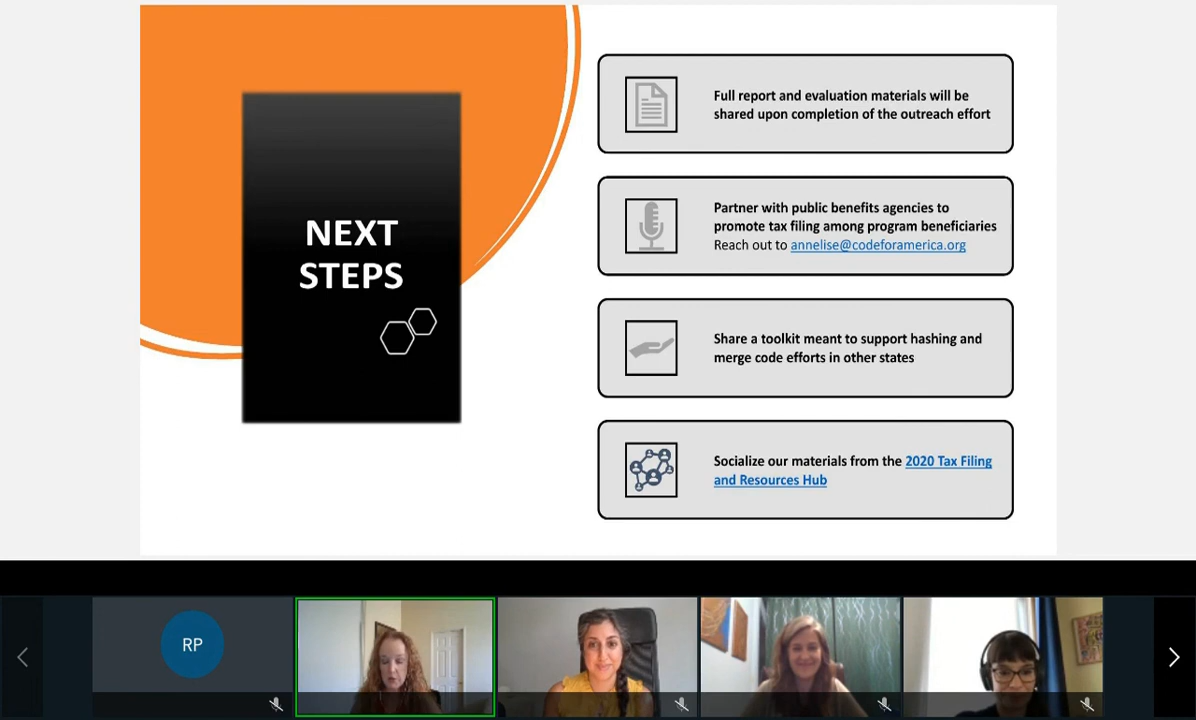 NEXT
STEPS
Full report and evaluation materials will be
shared upon completion of the outreach effort
Partner with public benefits agencies to
promote tax filing among program beneficiaries
Reach out to annelise@codeforamerica.org
Share a toolkit meant to support hashing and
merge code efforts in other states
Socialize our materials from the 2020 Tax Filing
and Resources Hub
RP